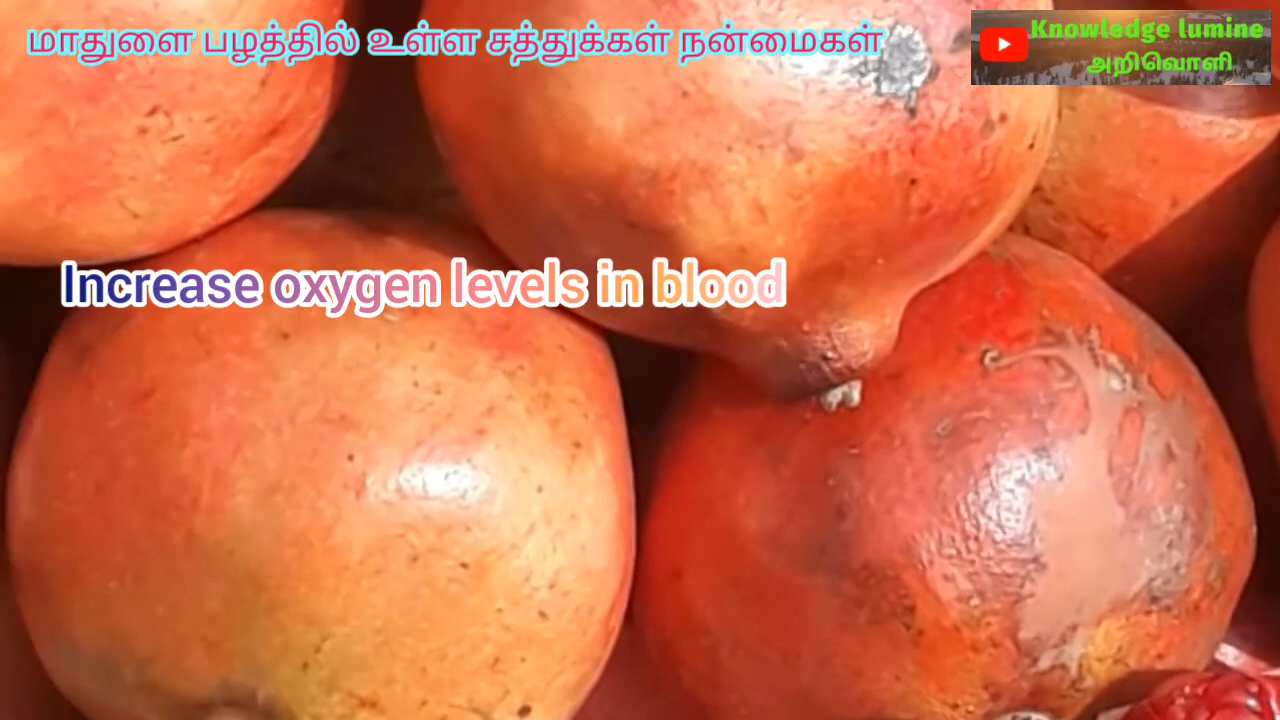 மாதுளை பழத்தில் உள்ள சத்துக்கள் நன்மைகள்
Knowledge lumine
அறிவொளி
Increase oxygen levels in blood